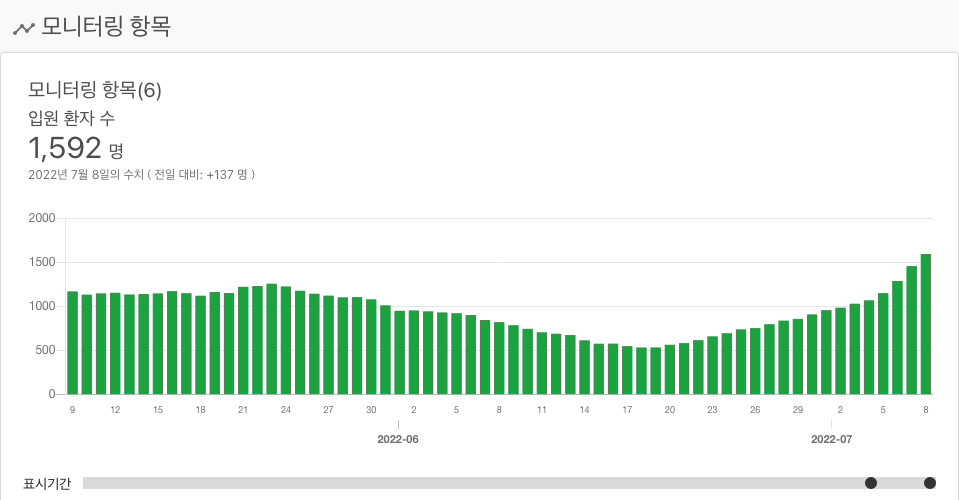 모니터링 항목
모니터링 항목(6)
입원 환자 수
1,592 명
2022년 7월 8일의 수치 ( 전일 대비: +137 명 )
2000
1500
1000
500
0
9 12 15 18 21 24 27 30 2 5 8 11 14 17 20 23 26 29 2 5 8
2022-06 2022-07
표시기간